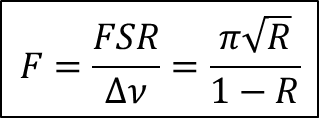 F = FSR/Δν = π√R/(1 − R)